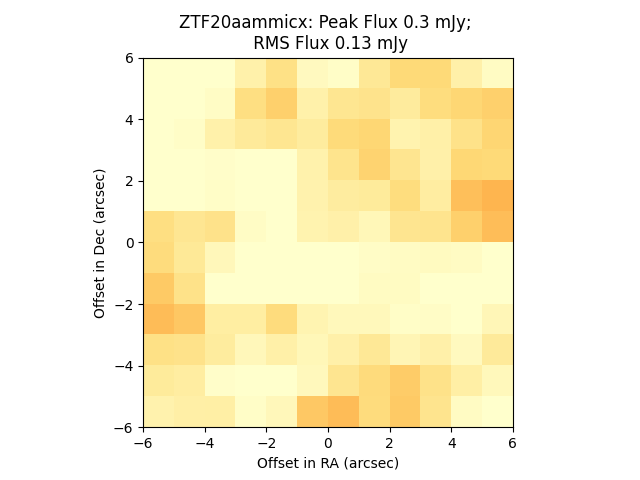 ZTF20aammicx: Peak Flux 0.3 mJy;
RMS Flux 0.13 mJy
6
4
2
0
−2
−4
−6
Offset in Dec (arcsec)
−6 −4 −2 0 2 4 6
Offset in RA (arcsec)